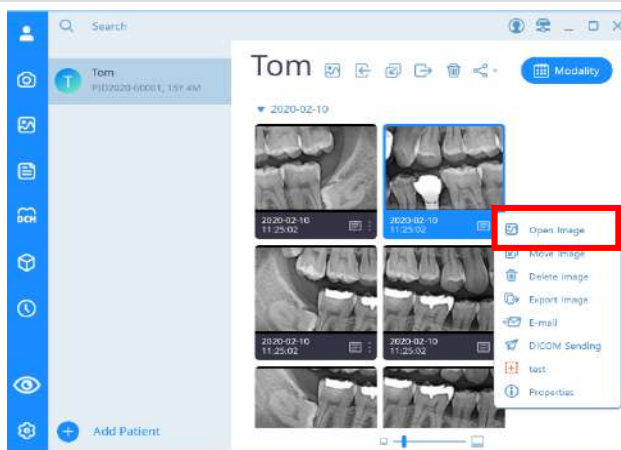 Search
Tom
PID2020-00001, 15Y 4M
Tom
Modality
2020-02-10
2020-02-10
11:25:02
2020-02-10
11:25:02
Open Image
Move Image
Delete Image
Export Image
E-mail
DICOM Sending
test
Properties
2020-02-10
11:25:02
2020-02-10
11:25:02
DCM
T
Add Patient